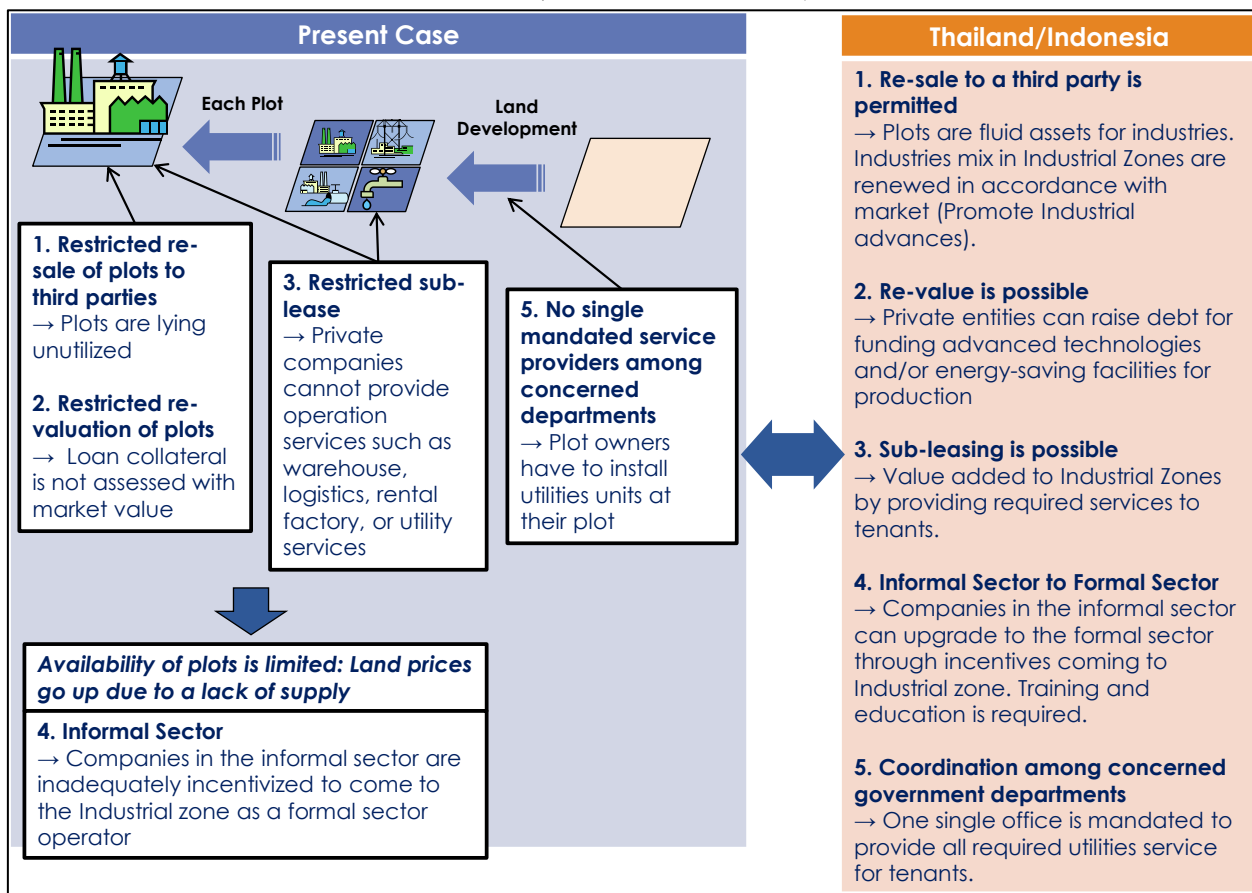 Present Case
Each Plot
Land
Development
1. Restricted re-
sale of plots to
third parties
→ Plots are lying
unutilized
2. Restricted re-
valuation of plots
→ Loan collateral
is not assessed with
market value
3. Restricted sub-
lease
→ Private
companies
cannot provide
operation
services such as
warehouse,
logistics, rental
factory, or utility
services
5. No single
mandated service
providers among
concerned
departments
→ Plot owners
have to install
utilities units at
their plot
Availability of plots is limited: Land prices
go up due to a lack of supply
4. Informal Sector
→ Companies in the informal sector are
inadequately incentivized to come to
the Industrial zone as a formal sector
operator
Thailand/Indonesia
1. Re-sale to a third party is
permitted
→ Plots are fluid assets for industries.
Industries mix in Industrial Zones are
renewed in accordance with
market (Promote Industrial
advances).
2. Re-value is possible
→ Private entities can raise debt for
funding advanced technologies
and/or energy-saving facilities for
production
3. Sub-leasing is possible
→ Value added to Industrial Zones
by providing required services to
tenants.
4. Informal Sector to Formal Sector
→ Companies in the informal sector
can upgrade to the formal sector
through incentives coming to
Industrial zone. Training and
education is required.
5. Coordination among concerned
government departments
→ One single office is mandated to
provide all required utilities service
for tenants.